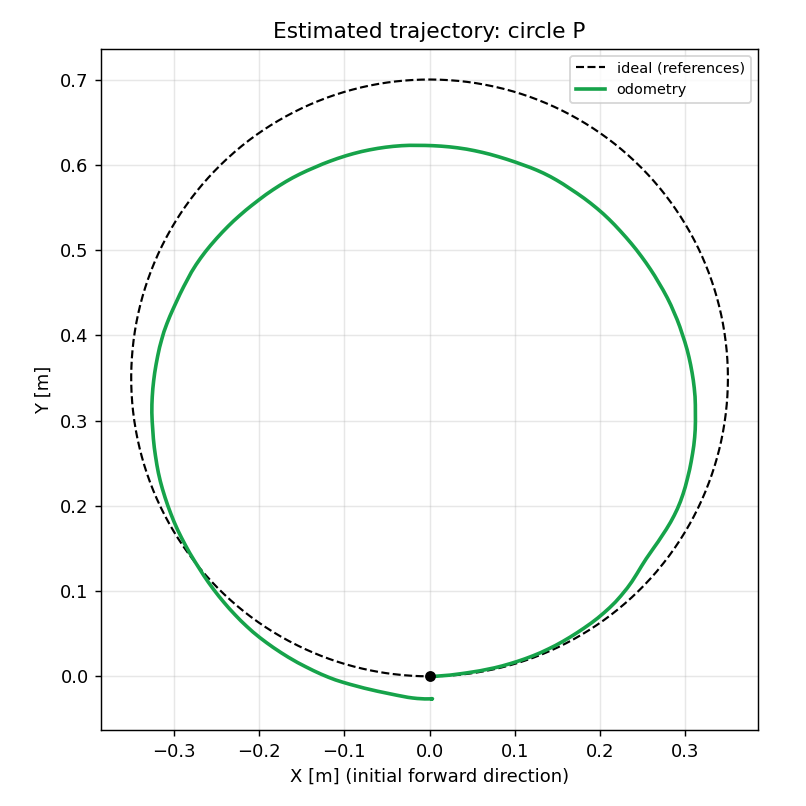 Estimated trajectory: circle P
ideal (references)
odometry
0.7
0.6
0.5
0.4
0.3
0.2
0.1
0.0
Y [m]
−0.3 −0.2 −0.1 0.0 0.1 0.2 0.3
X [m] (initial forward direction)